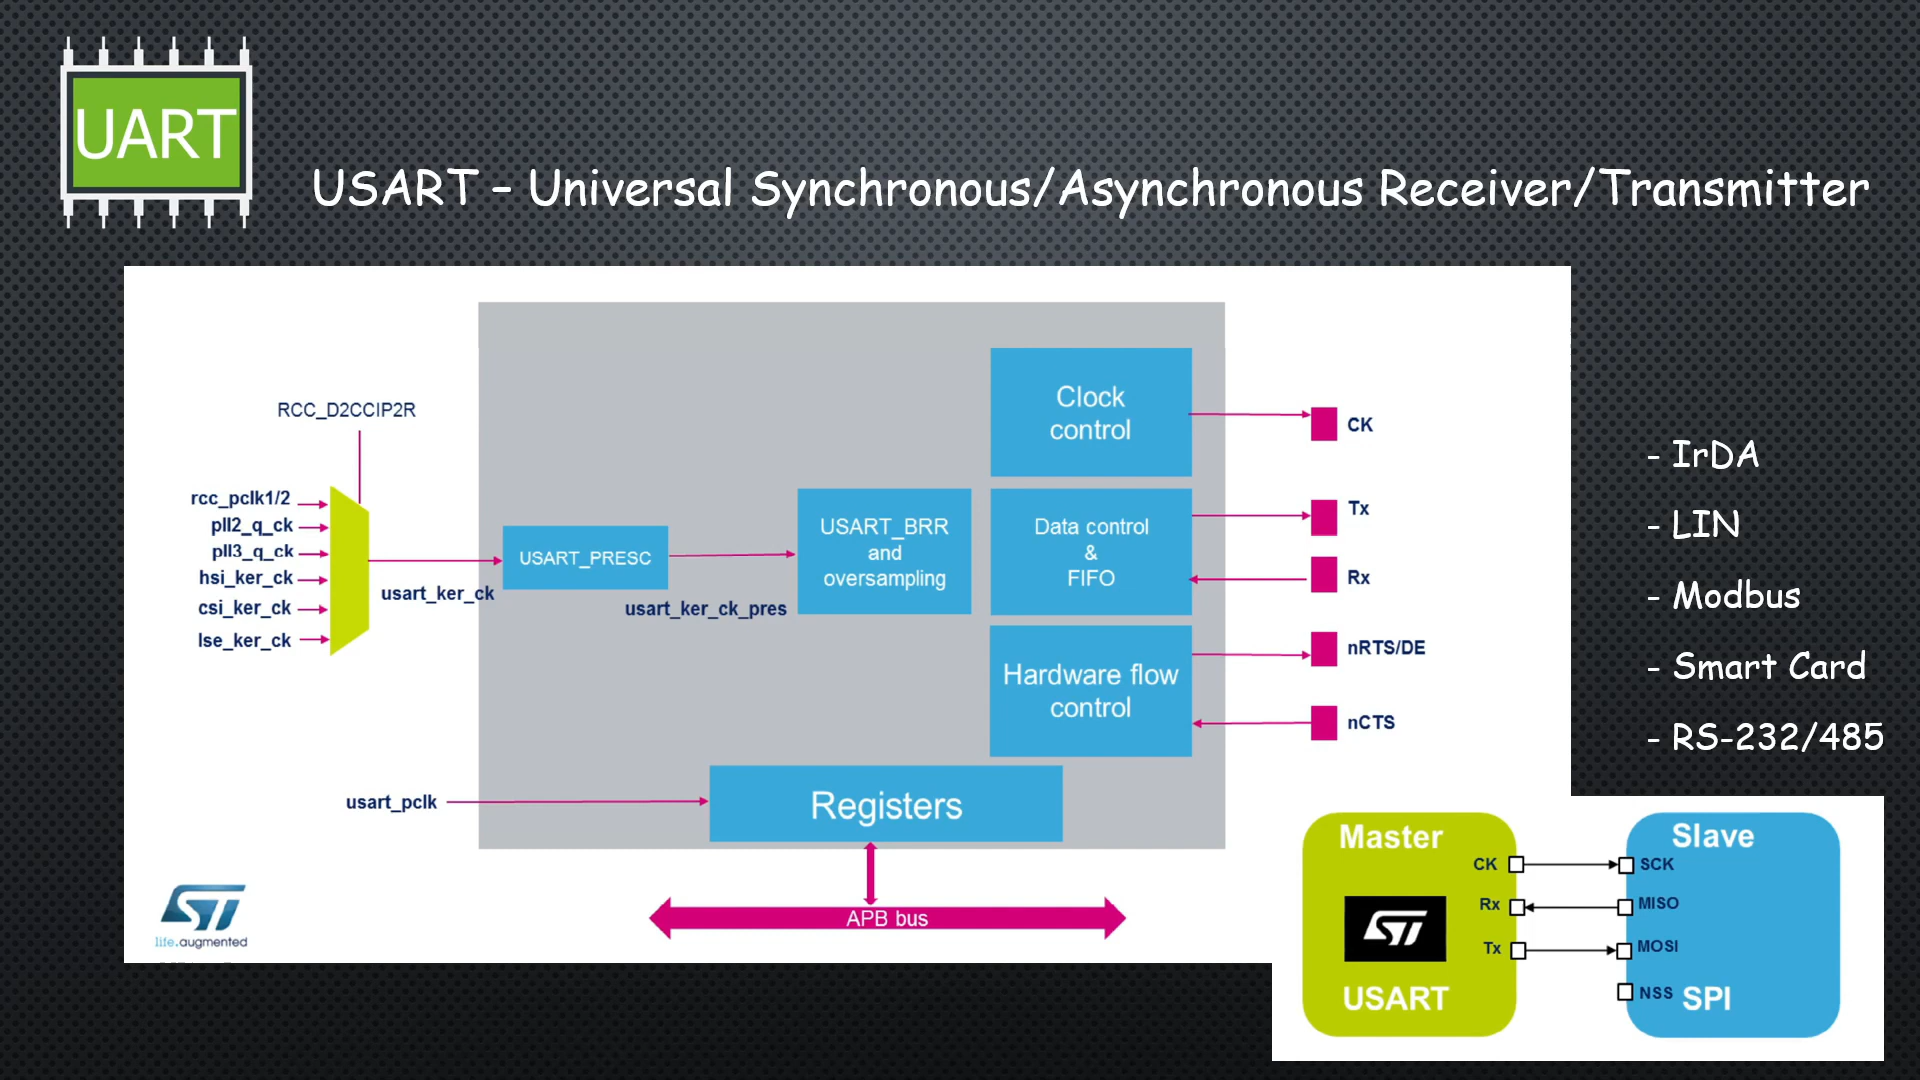 UART
USART – Universal Synchronous/Asynchronous Receiver/Transmitter
RCC_D2CCIP2R
rcc_pclk1/2
pll2_q_ck
pll3_q_ck
hsi_ker_ck
csi_ker_ck
lse_ker_ck
usart_ker_ck
USART_PRESC
usart_ker_ck_pres
USART_BRR
and
oversampling
Clock
control
Data control
&
FIFO
Hardware flow
control
CK
Tx
Rx
nRTS/DE
nCTS
usart_pclk
Registers
APB bus
ST
life.augmented
- IrDA
- LIN
- Modbus
- Smart Card
- RS-232/485
Master
CK
Rx
Tx
ST
USART
Slave
SCK
MISO
MOSI
NSS
SPI